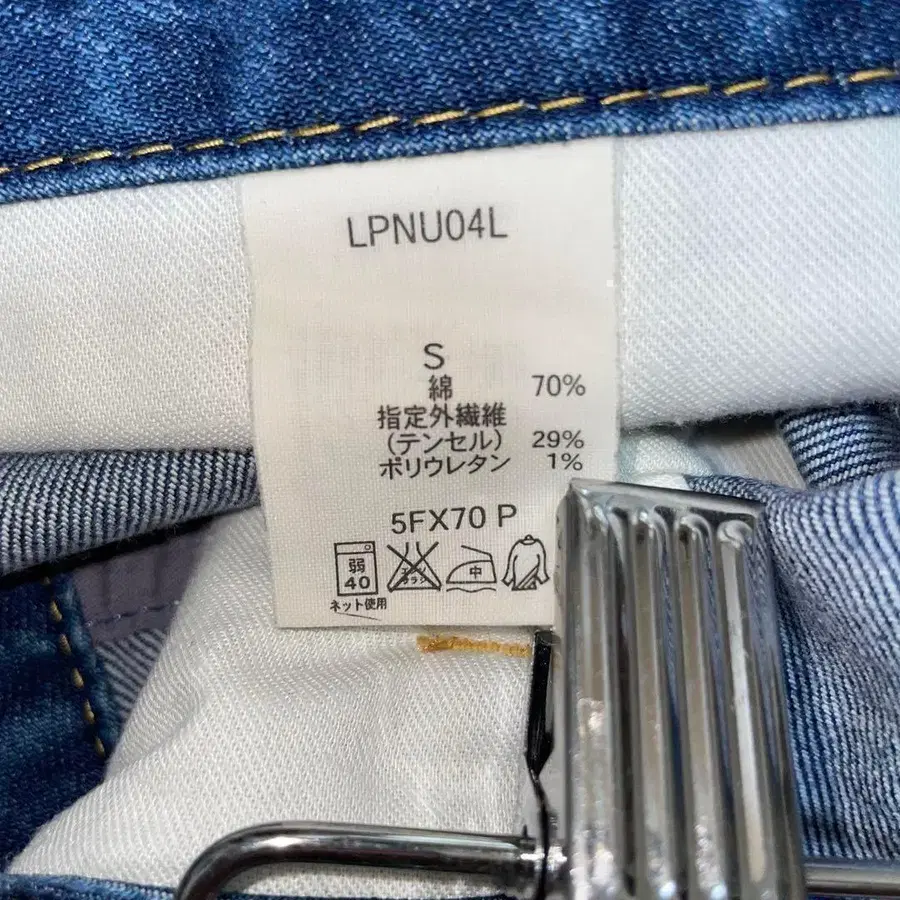 LPNU04L
S
綿 70%
指定外繊維
(テンセル) 29%
ポリウレタン 1%
5FX70 P
弱 中
40
ネット使用